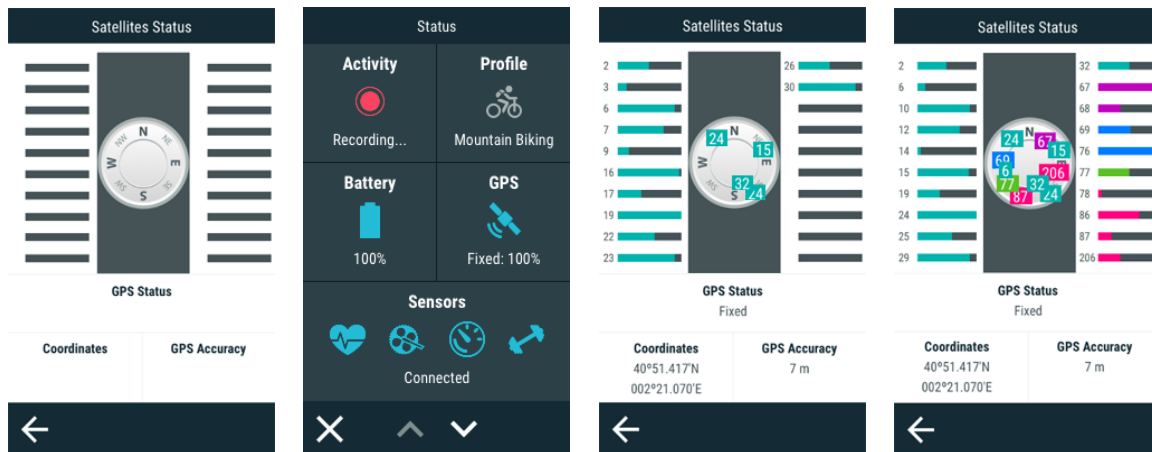 Satellites Status
N
NE
E
SE
S
SW
W
NW
GPS Status
Coordinates
GPS Accuracy
Status
Activity
Profile
Recording...
Mountain Biking
Battery
GPS
100%
Fixed: 100%
Sensors
Connected
Satellites Status
2
26
3
30
6
7
9
16
17
19
22
23
N
24
15
E
W
32
24
S
SW
NW
GPS Status
Fixed
Coordinates
GPS Accuracy
40º51.417'N
7 m
002º21.070'E
Satellites Status
2
32
6
67
10
68
12
69
14
76
15
77
19
78
24
86
25
87
29
206
N
24
67
15
69
6
206
77
32
87
24
GPS Status
Fixed
Coordinates
GPS Accuracy
40º51.417'N
7 m
002º21.070'E